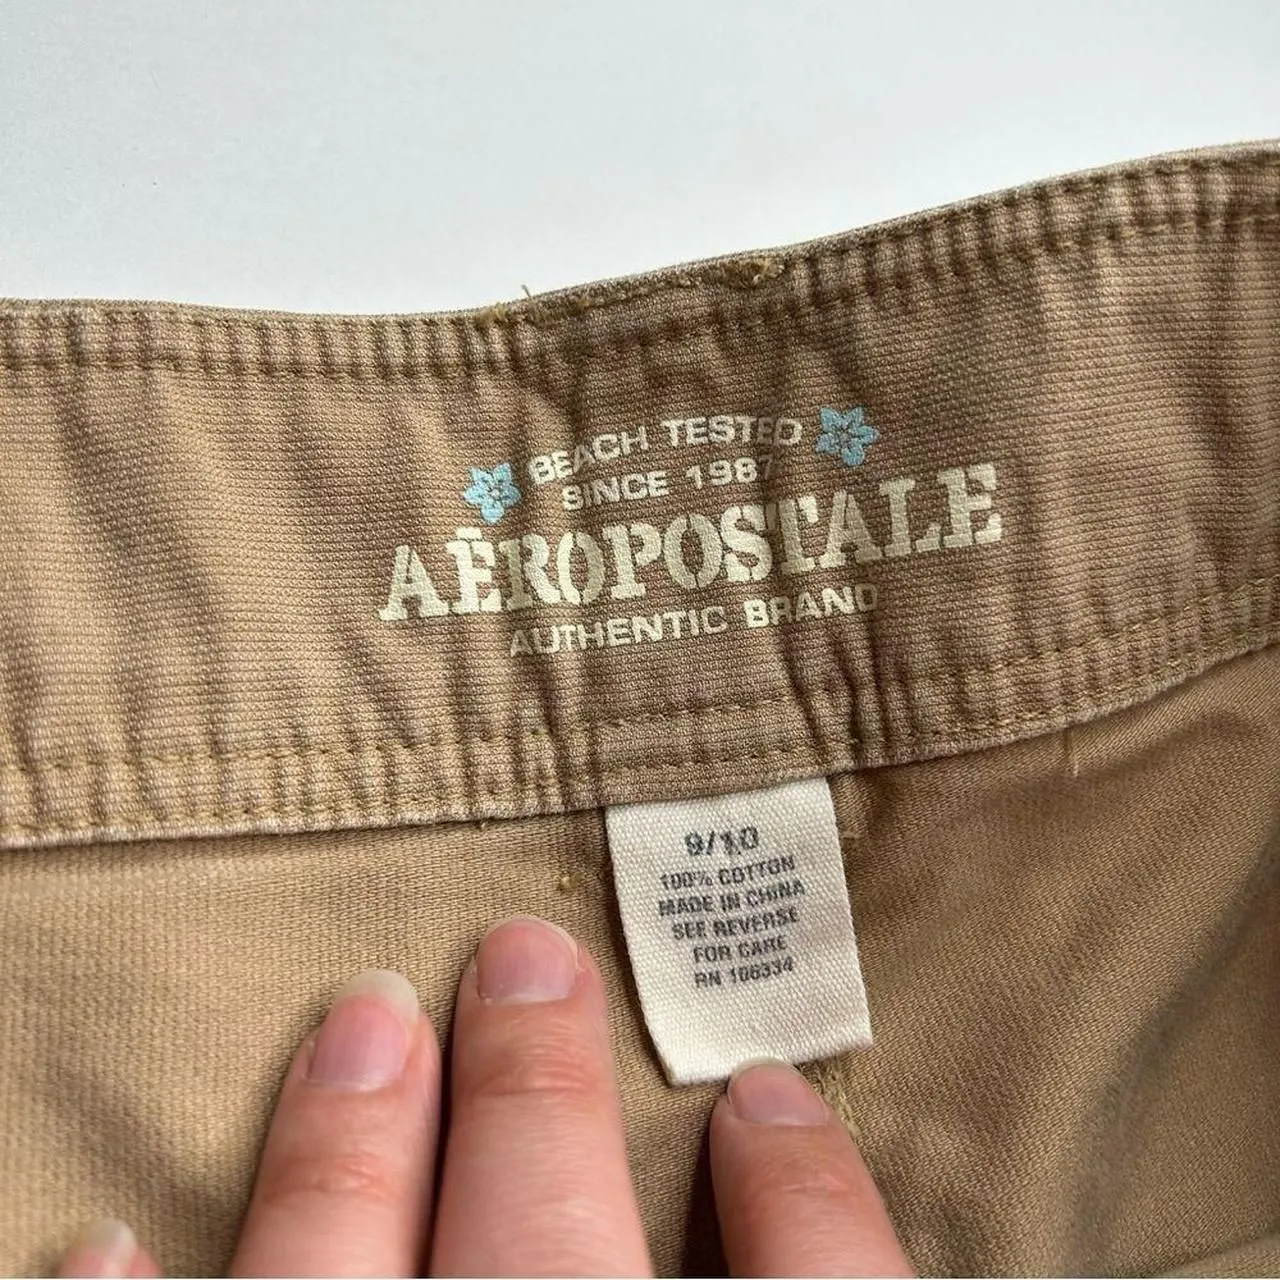 BEACH TESTED
SINCE 1987
AÉROPOSTALE
AUTHENTIC BRAND
9/10
100% COTTON
MADE IN CHINA
SEE REVERSE
FOR CARE
RN 106334